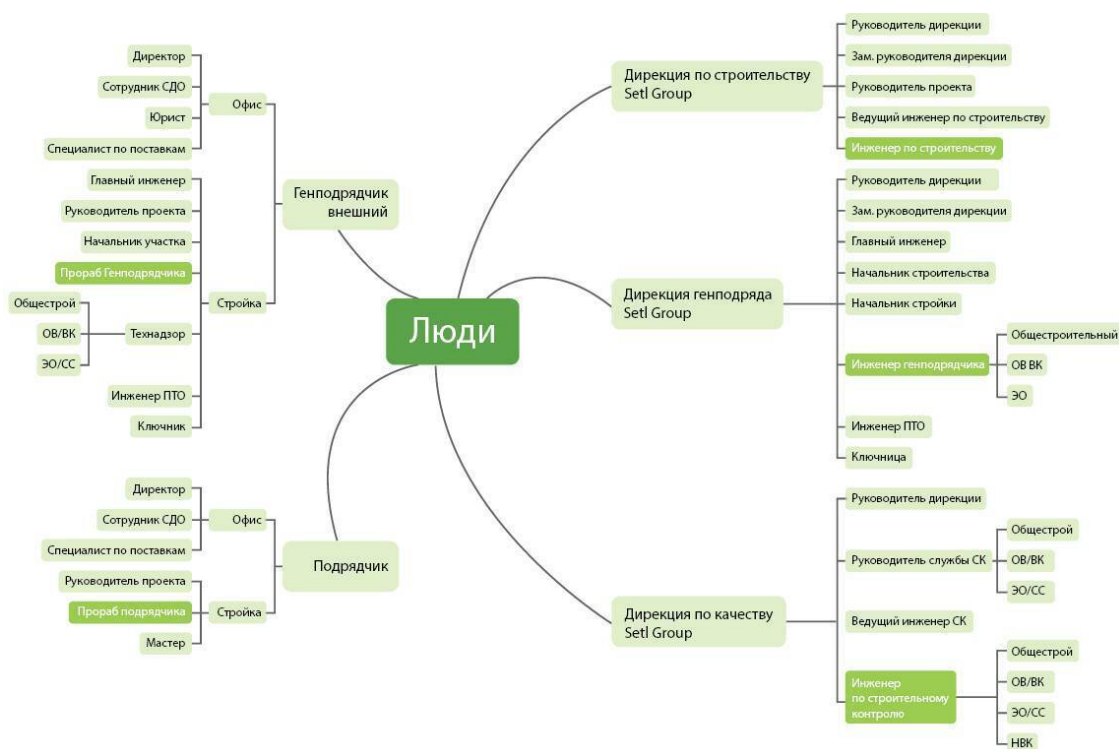 Люди
Генподрядчик
внешний
Офис
Директор
Сотрудник СДО
Юрист
Специалист по поставкам
Стройка
Главный инженер
Руководитель проекта
Начальник участка
Прораб Генподрядчика
Технадзор
Общестрой
ОВ/ВК
ЭО/СС
Инженер ПТО
Ключник
Подрядчик
Офис
Директор
Сотрудник СДО
Специалист по поставкам
Стройка
Руководитель проекта
Прораб подрядчика
Мастер
Дирекция по строительству
Setl Group
Руководитель дирекции
Зам. руководителя дирекции
Руководитель проекта
Ведущий инженер по строительству
Инженер по строительству
Дирекция генподряда
Setl Group
Руководитель дирекции
Зам. руководителя дирекции
Главный инженер
Начальник строительства
Начальник стройки
Инженер генподрядчика
Общестроительный
ОВ ВК
ЭО
Инженер ПТО
Ключница
Дирекция по качеству
Setl Group
Руководитель дирекции
Руководитель службы СК
Общестрой
ОВ/ВК
ЭО/СС
Ведущий инженер СК
Инженер
по строительному
контролю
Общестрой
ОВ/ВК
ЭО/СС
НВК